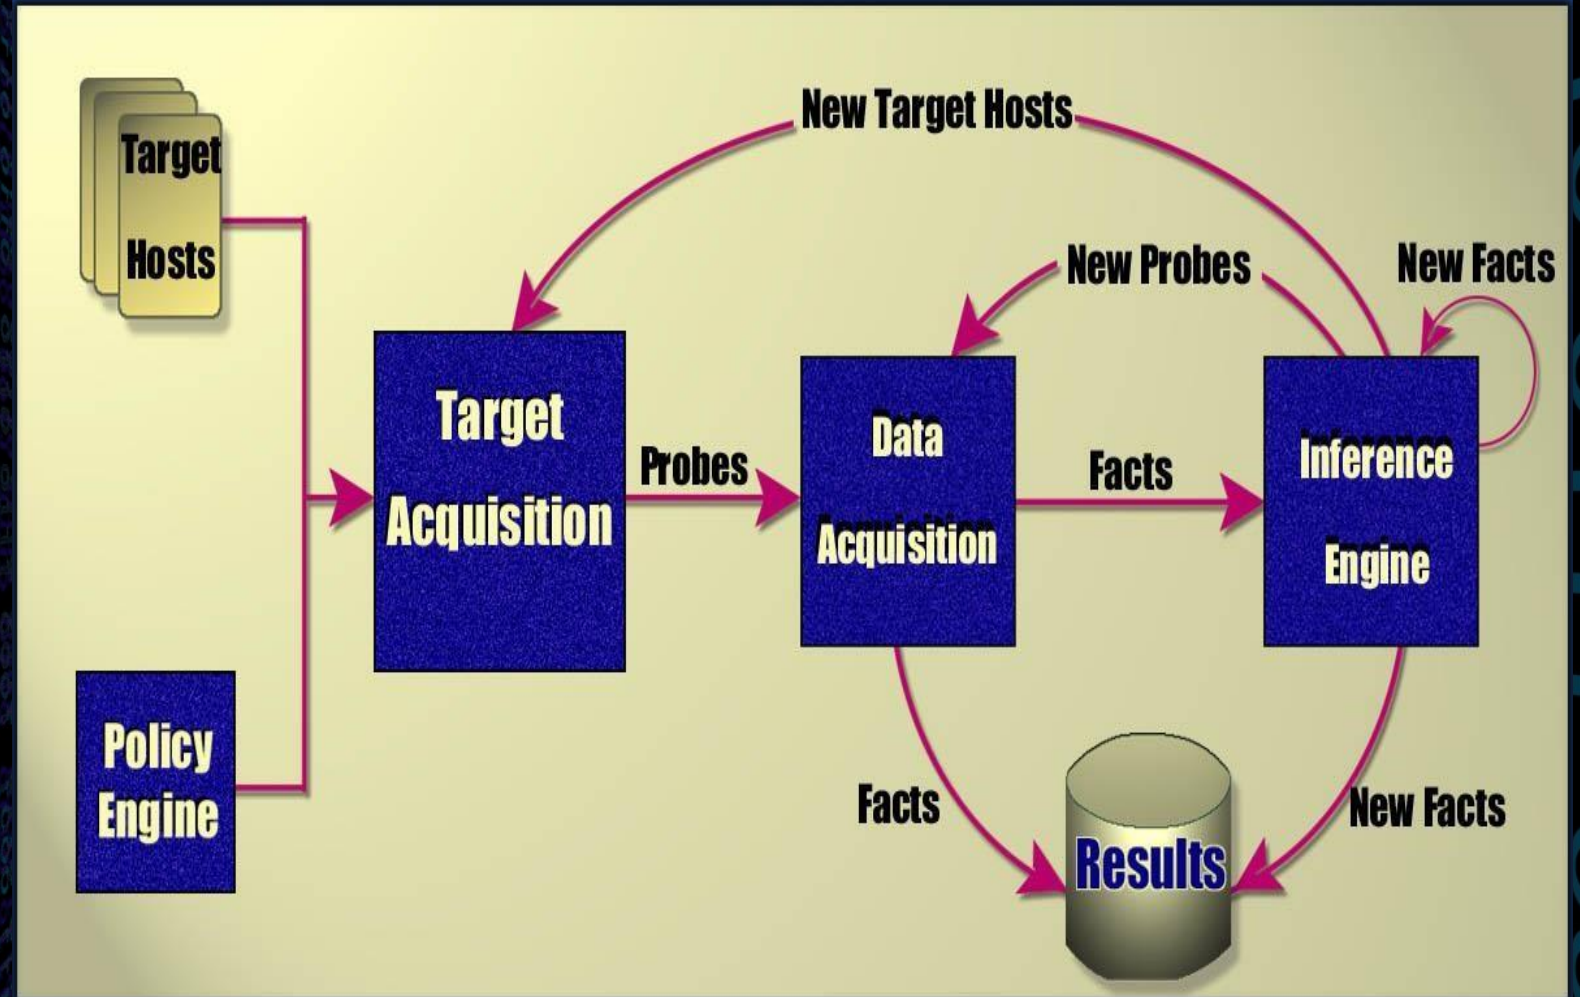 New Target Hosts
Target
Hosts
New Probes
New Facts
Target
Acquisition
Probes
Data
Acquisition
Facts
Inference
Engine
Policy
Engine
Facts
Results
New Facts